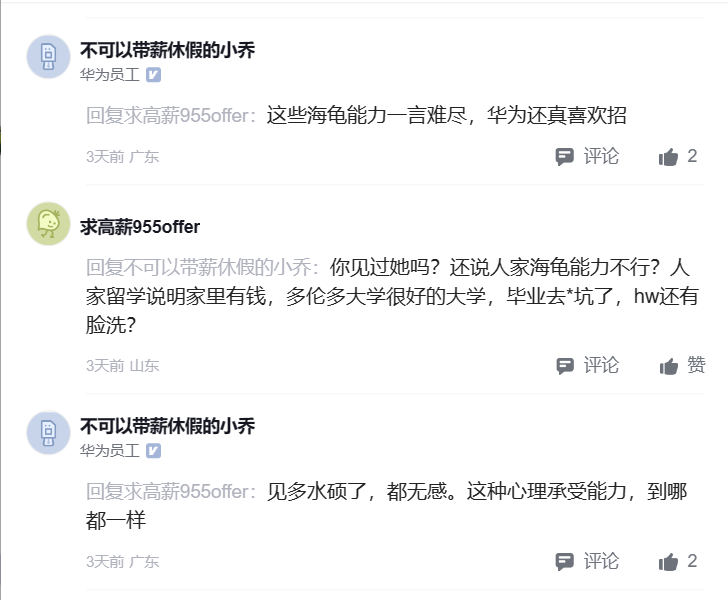 不可以带薪休假的小乔
华为员工
回复求高薪955offer：这些海龟能力一言难尽，华为还真喜欢招
3天前 广东
评论
2
求高薪955offer
回复不可以带薪休假的小乔：你见过她吗？还说人家海龟能力不行？人
家留学说明家里有钱，多伦多大学很好的大学，毕业去*坑了，hw还有
脸洗？
3天前 山东
评论
赞
不可以带薪休假的小乔
华为员工
回复求高薪955offer：见多水硕了，都无感。这种心理承受能力，到哪
都一样
3天前 广东
评论
2